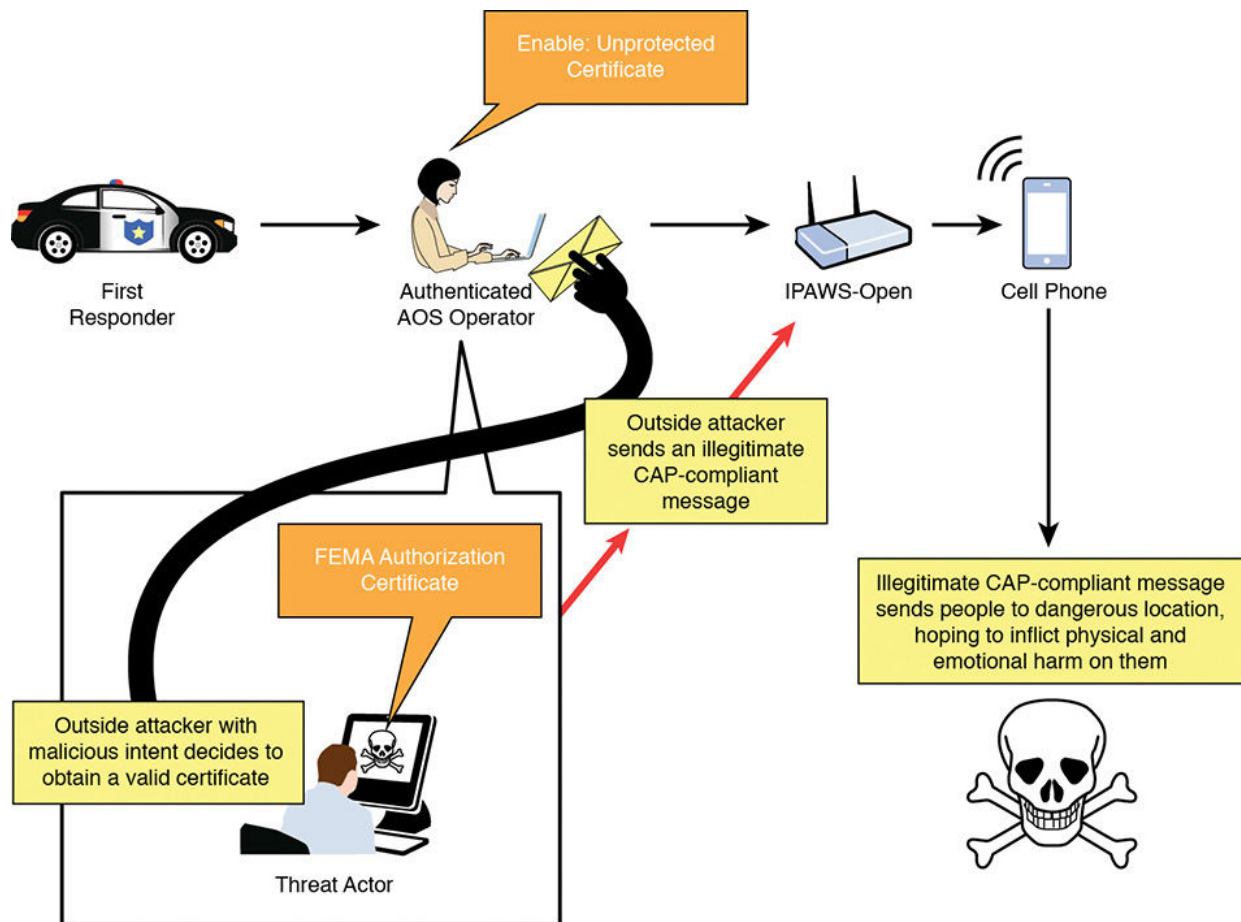 Enable: Unprotected
Certificate
First
Responder
Authenticated
AOS Operator
IPAWS-Open
Cell Phone
Outside attacker
sends an illegitimate
CAP-compliant
message
FEMA Authorization
Certificate
Illegitimate CAP-compliant message
sends people to dangerous location,
hoping to inflict physical and
emotional harm on them
Outside attacker with
malicious intent decides to
obtain a valid certificate
Threat Actor